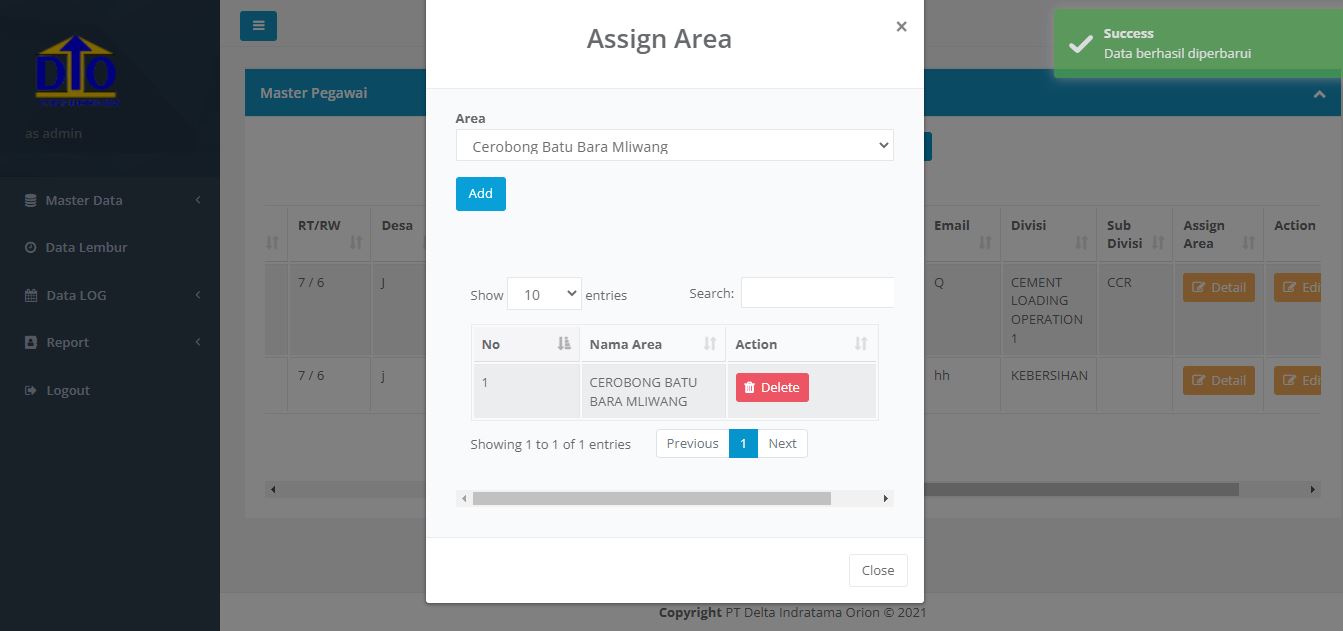 DIO
as admin
Master Data
Data Lembur
Data LOG
Report
Logout
Master Pegawai
RT/RW
Desa
7 / 6
J
7 / 6
j
Assign Area
×
Area
Cerobong Batu Bara Mliwang
Add
Show 10 entries
Search:
No Nama Area Action
1 CEROBONG BATU Delete
BARA MLIWANG
Showing 1 to 1 of 1 entries
Previous 1 Next
Close
Success
Data berhasil diperbarui
Email Divisi Sub Assign Action
Divisi Area
Q CEMENT CCR Detail Edi
LOADING
OPERATION
1
hh KEBERSIHAN Detail Edi
Copyright PT Delta Indratama Orion © 2021